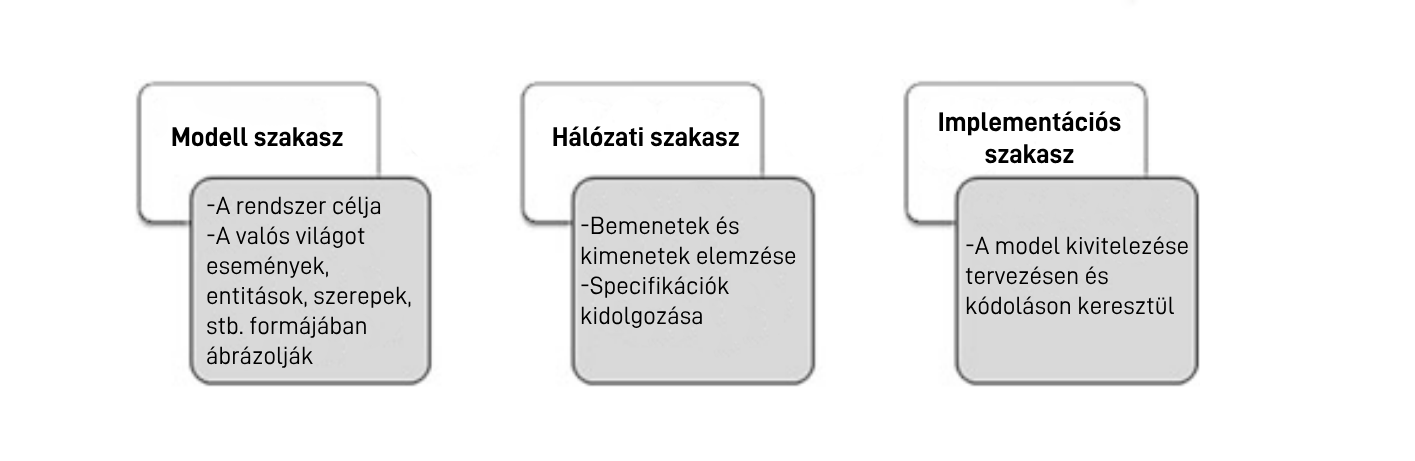 Modell szakasz
-A rendszer célja
-A valós világot
események,
entitások, szerepek,
stb. formájában
ábrázolják
Hálózati szakasz
-Bemenetek és
kimenetek elemzése
-Specifikációk
kidolgozása
Implementációs
szakasz
-A model kivitelezése
tervezésen és
kódoláson keresztül